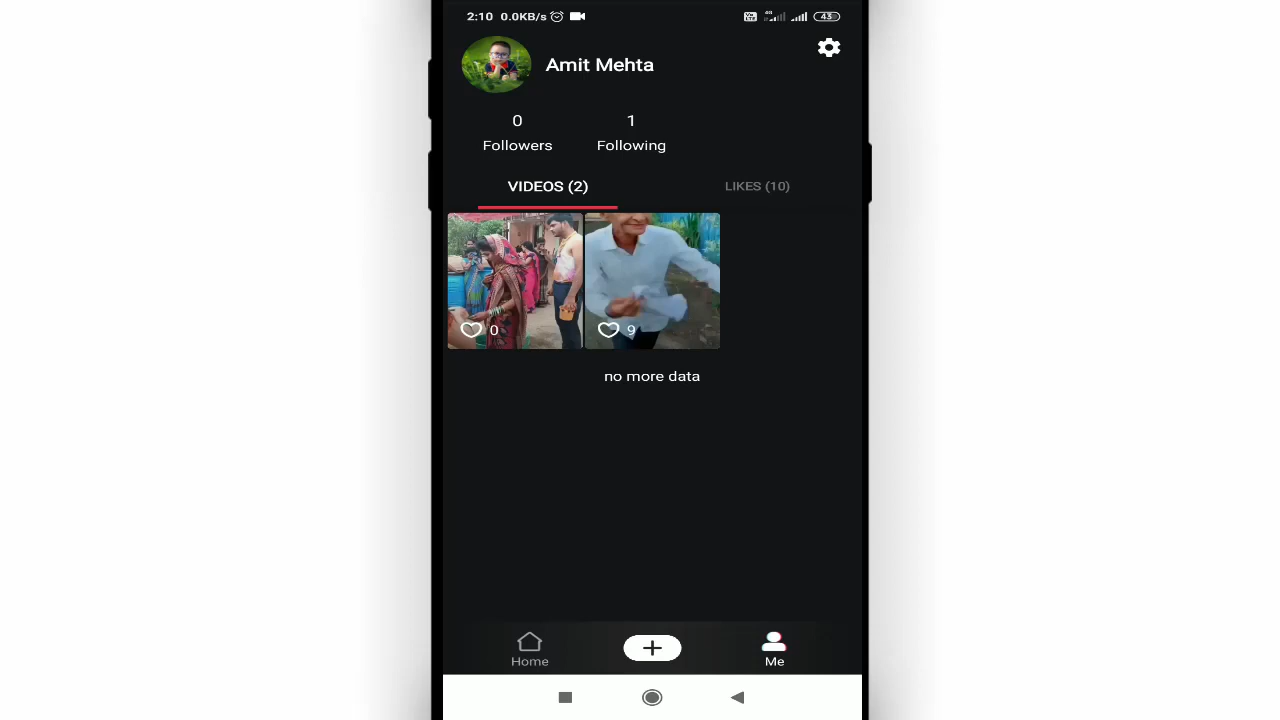 2:10 0.0KB/s 43
Amit Mehta
0 1
Followers Following
VIDEOS (2) LIKES (10)
0 9
no more data
Home Me